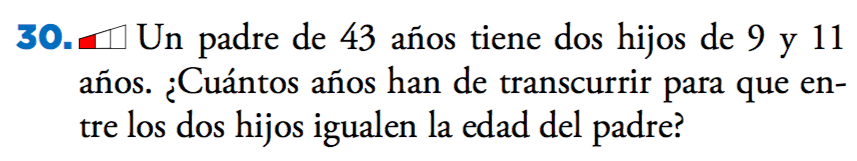 30. Un padre de 43 años tiene dos hijos de 9 y 11
años. ¿Cuántos años han de transcurrir para que en-
tre los dos hijos igualen la edad del padre?